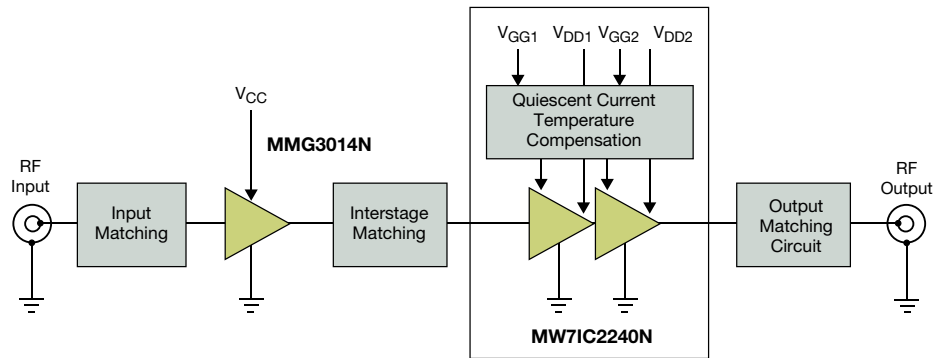 VGG1 VDD1 VGG2 VDD2
Quiescent Current
Temperature
Compensation
VCC
MMG3014N
RF
Input
Input
Matching
Interstage
Matching
Output
Matching
Circuit
RF
Output
MW7IC2240N